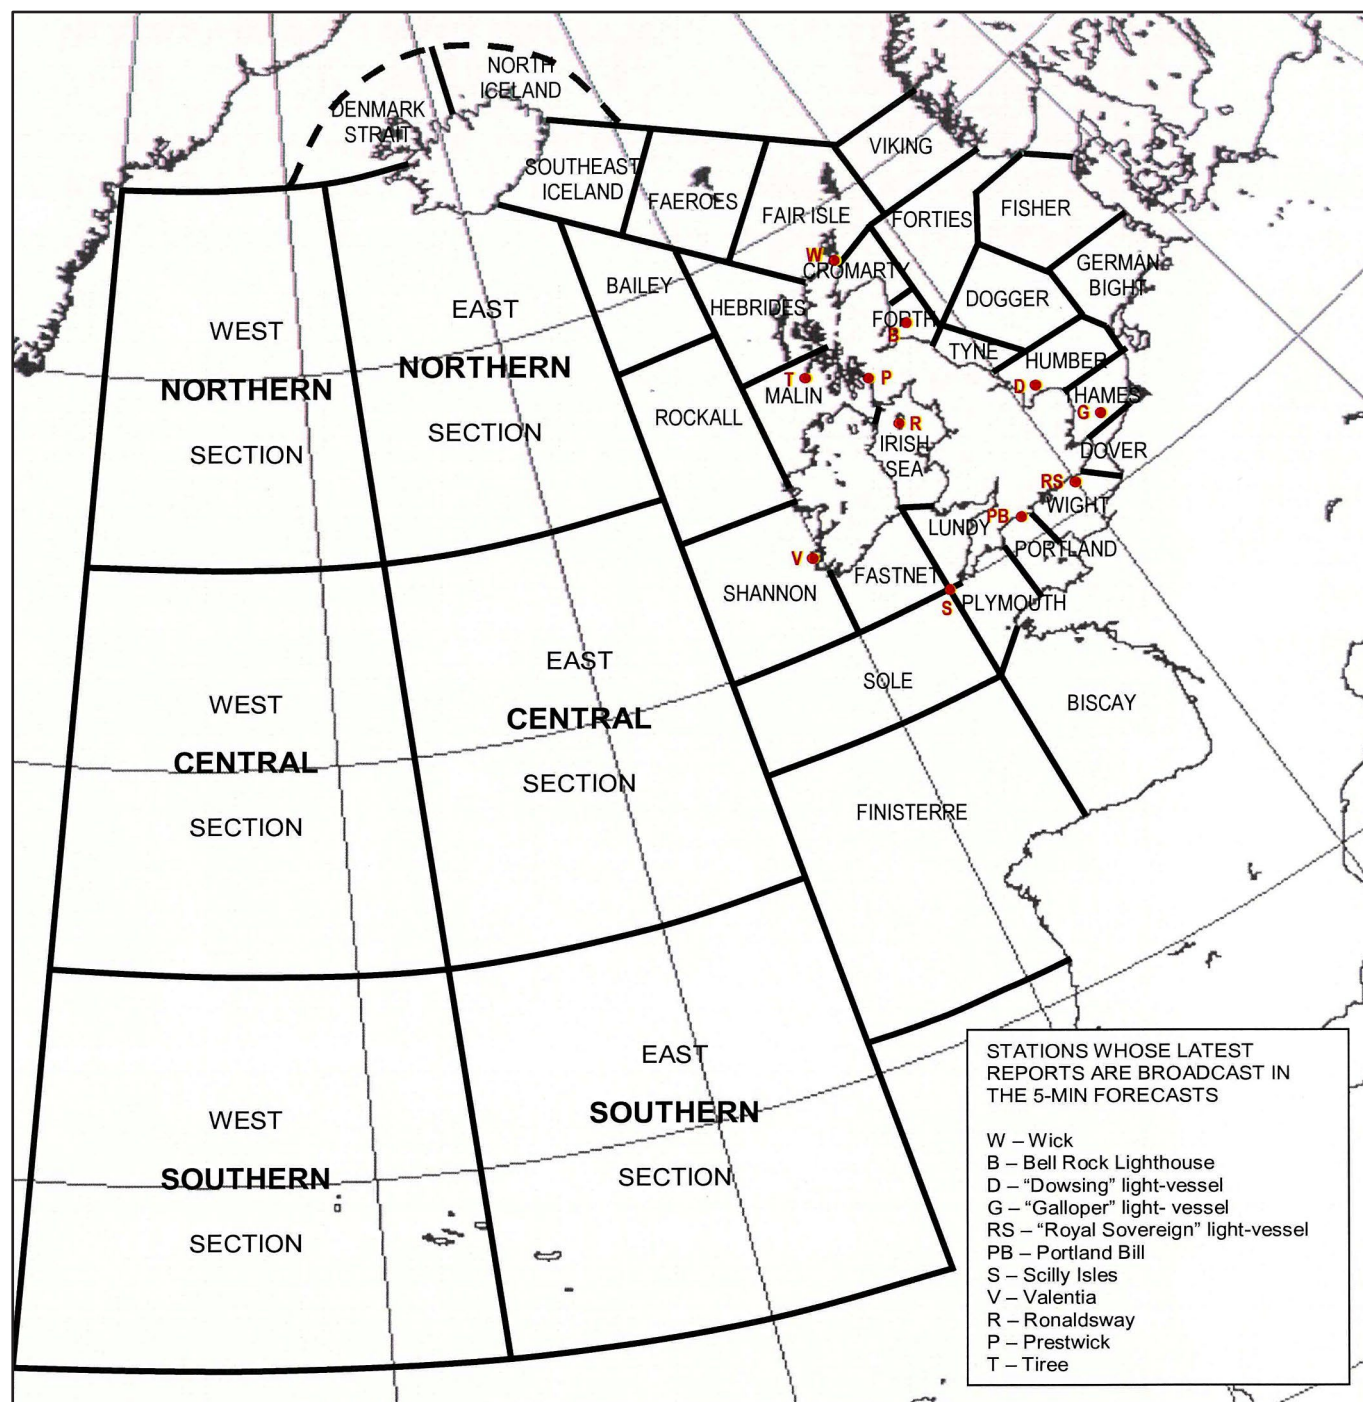 NORTH
ICELAND
DENMARK
STRAIT
VIKING
SOUTHEAST
ICELAND
FAEROES
FAIR ISLE
FORTIES
FISHER
W
CROMARTY
GERMAN
BIGHT
BAILEY
HEBRIDES
DOGGER
EAST
NORTHERN
SECTION
WEST
NORTHERN
SECTION
FORTH
B
TYNE
HUMBER
T
MALIN
P
D
THAMES
G
ROCKALL
R
IRISH
SEA
DOVER
RS
WIGHT
PB
LUNDY
PORTLAND
V
SHANNON
FASTNET
S
PLYMOUTH
EAST
CENTRAL
SECTION
WEST
CENTRAL
SECTION
SOLE
BISCAY
FINISTERRE
EAST
SOUTHERN
SECTION
WEST
SOUTHERN
SECTION
STATIONS WHOSE LATEST
REPORTS ARE BROADCAST IN
THE 5-MIN FORECASTS
W – Wick
B – Bell Rock Lighthouse
D – “Dowsing” light-vessel
G – “Galloper” light- vessel
RS – “Royal Sovereign” light-vessel
PB – Portland Bill
S – Scilly Isles
V – Valentia
R – Ronaldsway
P – Prestwick
T – Tiree